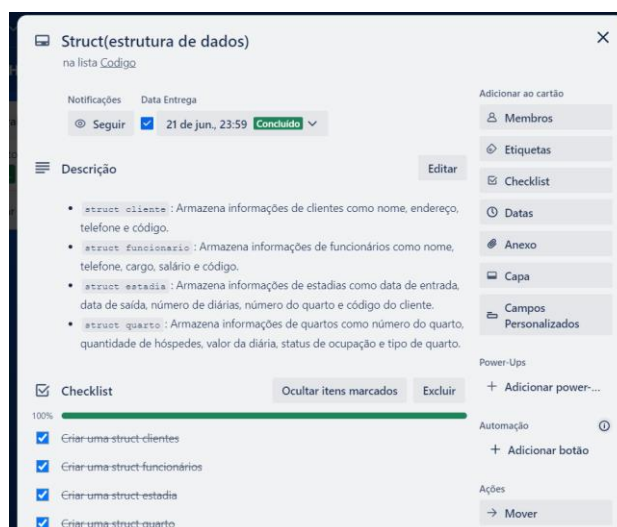 Struct(estrutura de dados)
na lista Codigo
Notificações
Data Entrega
Seguir
21 de jun., 23:59 Concluído
Descrição
Editar
struct cliente : Armazena informações de clientes como nome, endereço,
telefone e código.
struct funcionario : Armazena informações de funcionários como nome,
telefone, cargo, salário e código.
struct estadia : Armazena informações de estadias como data de entrada,
data de saída, número de diárias, número do quarto e código do cliente.
struct quarto : Armazena informações de quartos como número do quarto,
quantidade de hóspedes, valor da diária, status de ocupação e tipo de quarto.
Checklist
Ocultar itens marcados
Excluir
100%
Criar uma struct clientes
Criar uma struct funcionários
Criar uma struct estadia
Criar uma struct quarto
Adicionar ao cartão
Membros
Etiquetas
Checklist
Datas
Anexo
Capa
Campos
Personalizados
Power-Ups
+ Adicionar power-...
Automação
+ Adicionar botão
Ações
→ Mover